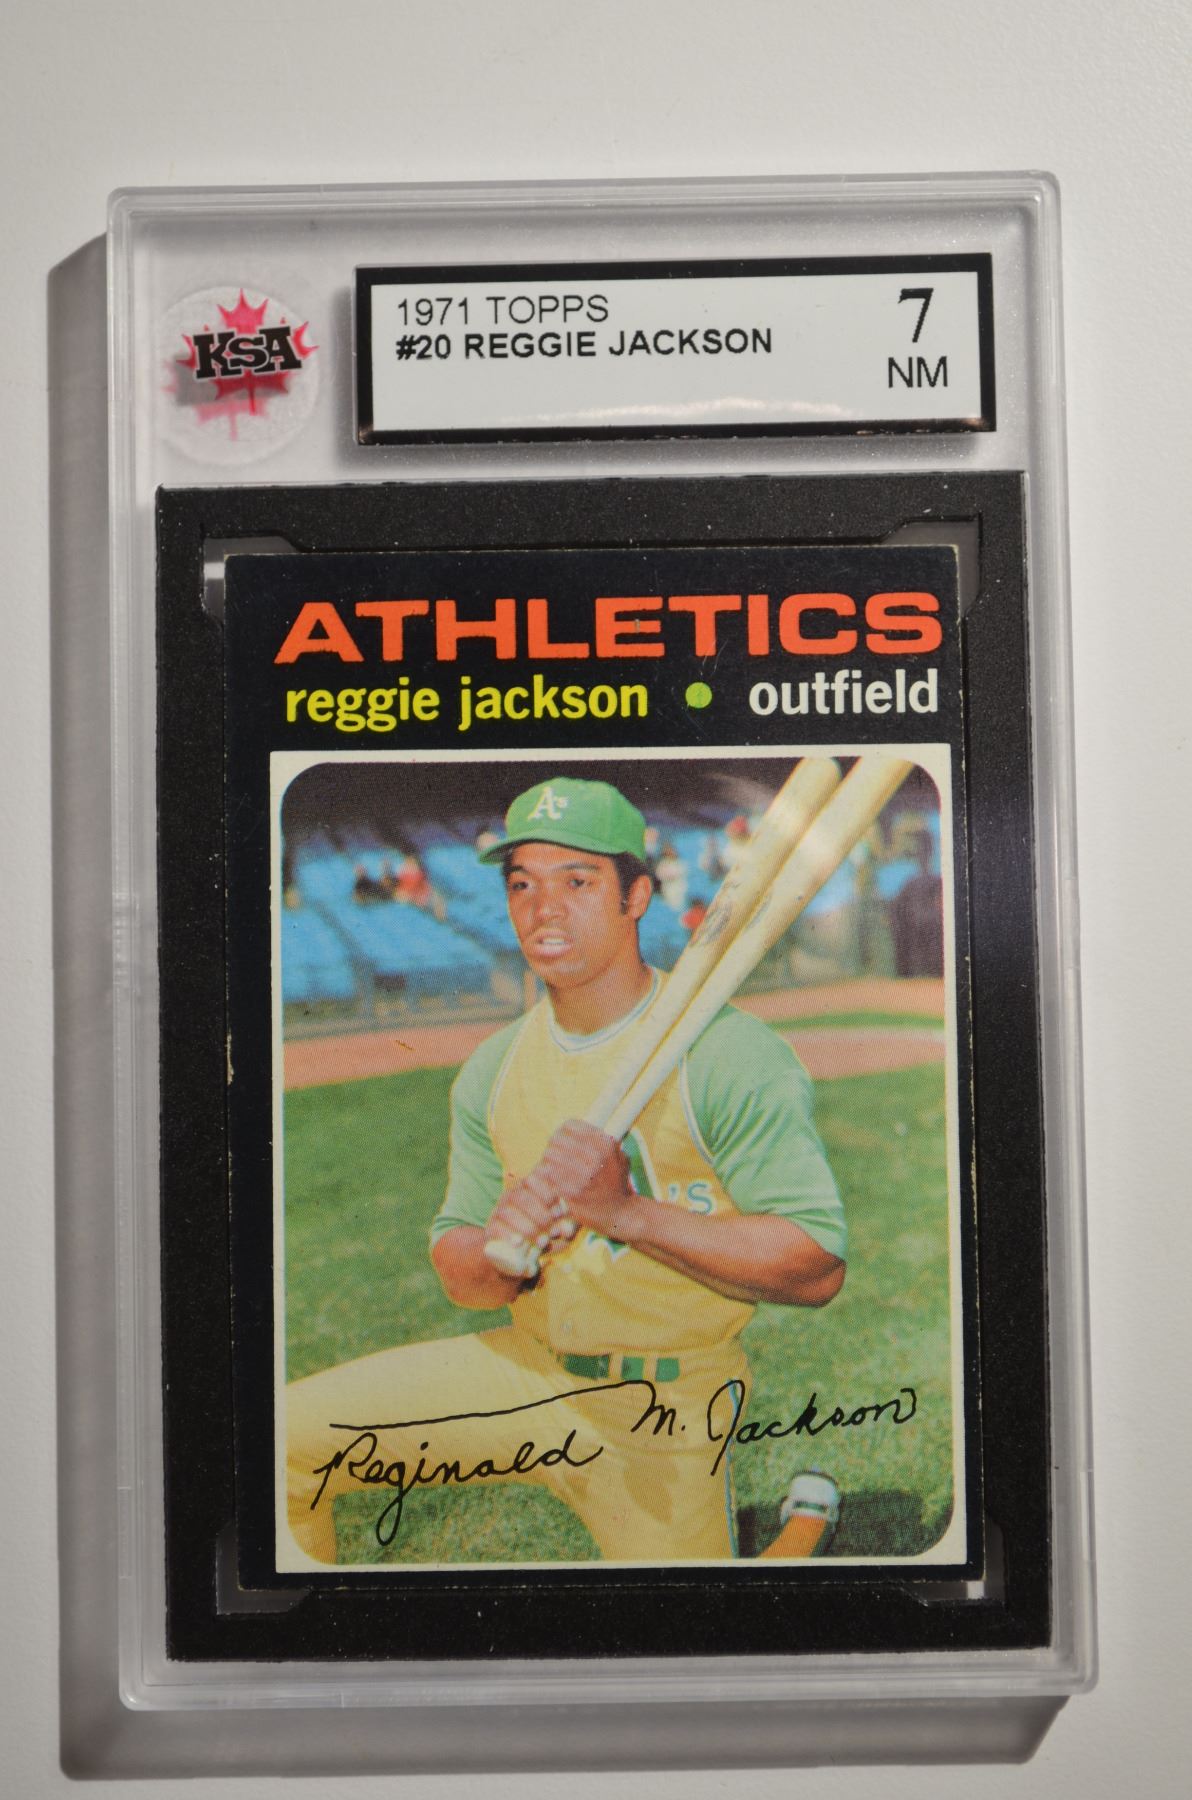 KSA
1971 TOPPS
#20 REGGIE JACKSON
7
NM
ATHLETICS
reggie jackson • outfield
A's
'S
Reginald M. Jackson